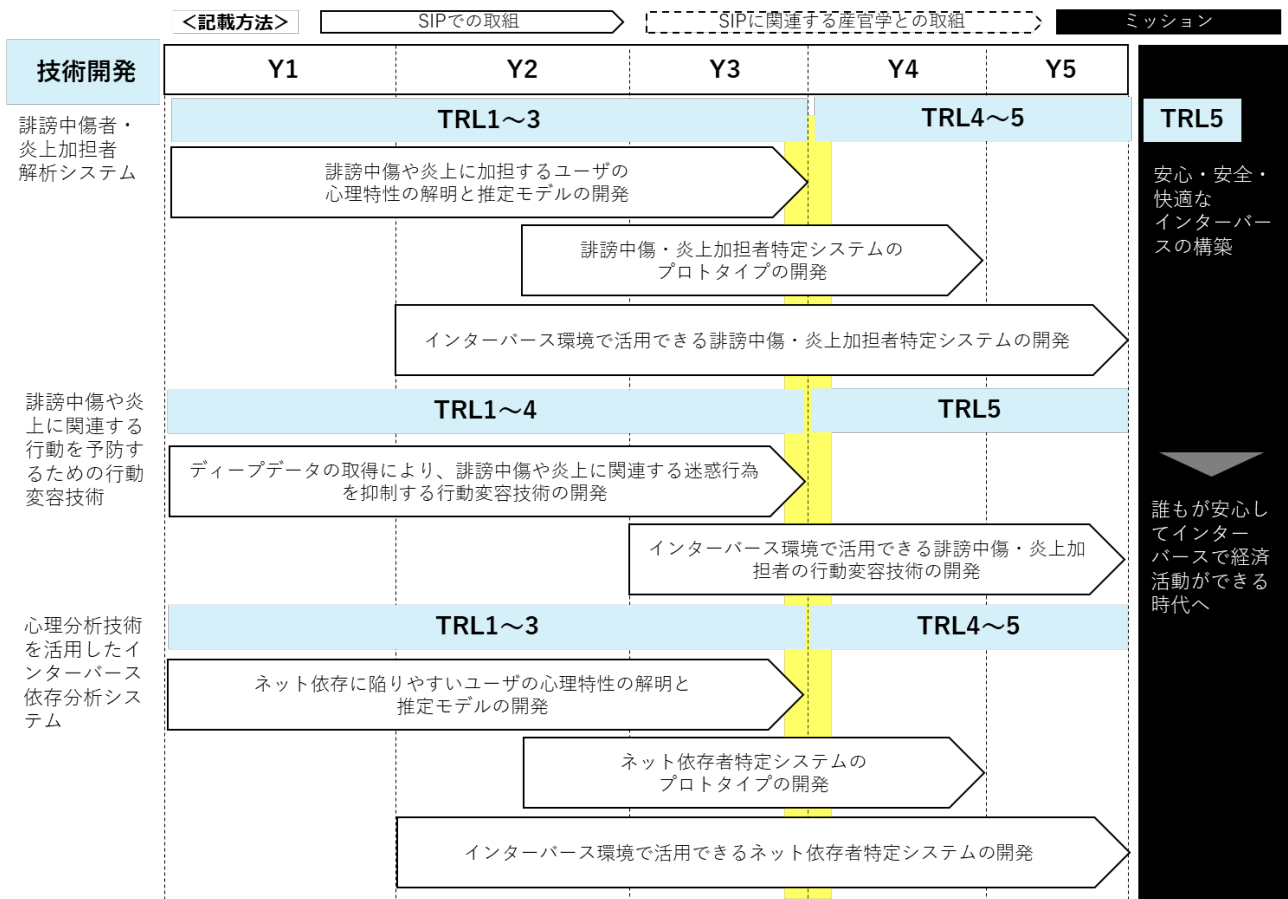 ＜記載方法＞
SIPでの取組
SIPに関連する産官学との取組
ミッション
技術開発
Y1
Y2
Y3
Y4
Y5
誹謗中傷者・
炎上加担者
解析システム
TRL1～3
TRL4～5
TRL5
誹謗中傷や炎上に加担するユーザの
心理特性の解明と推定モデルの開発
誹謗中傷・炎上加担者特定システムの
プロトタイプの開発
インターバース環境で活用できる誹謗中傷・炎上加担者特定システムの開発
安心・安全・
快適な
インターバー
スの構築
誹謗中傷や炎
上に関連する
行動を予防す
るための行動
変容技術
TRL1～4
TRL5
ディープデータの取得により、誹謗中傷や炎上に関連する迷惑行為
を抑制する行動変容技術の開発
インターバース環境で活用できる誹謗中傷・炎上加
担者の行動変容技術の開発
誰もが安心し
てインター
バースで経済
活動ができる
時代へ
心理分析技術
を活用したイ
ンターバース
依存分析シス
テム
TRL1～3
TRL4～5
ネット依存に陥りやすいユーザの心理特性の解明と
推定モデルの開発
ネット依存者特定システムの
プロトタイプの開発
インターバース環境で活用できるネット依存者特定システムの開発